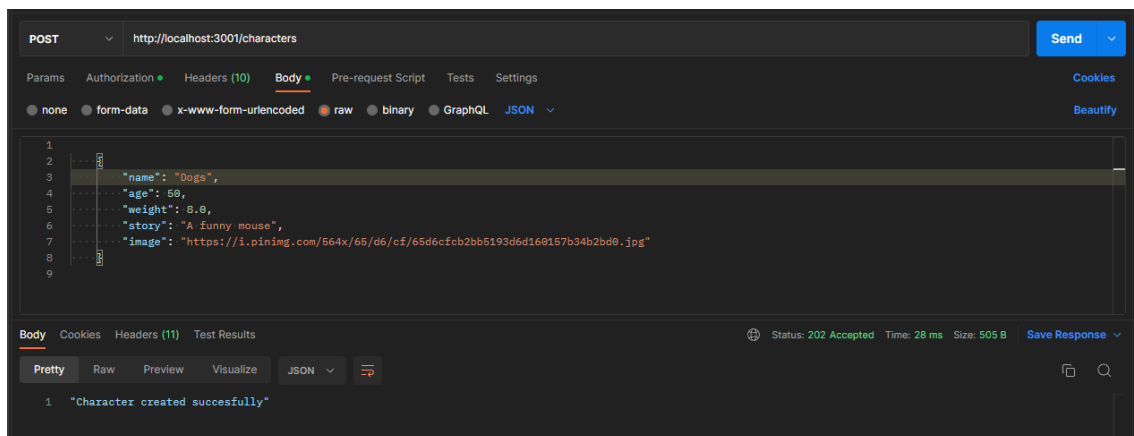 POST http://localhost:3001/characters Send
Params Authorization Headers (10) Body Pre-request Script Tests Settings Cookies
none form-data x-www-form-urlencoded raw binary GraphQL JSON Beautify
1
2 {
3 "name": "Dogs",
4 "age": 50,
5 "weight": 8.0,
6 "story": "A funny mouse",
7 "image": "https://i.pinimg.com/564x/65/d6/cf/65d6cfcb2bb5193d6d160157b34b2bd0.jpg"
8 }
9
Body Cookies Headers (11) Test Results Status: 202 Accepted Time: 28 ms Size: 505 B Save Response
Pretty Raw Preview Visualize JSON
1 "Character created succesfully"